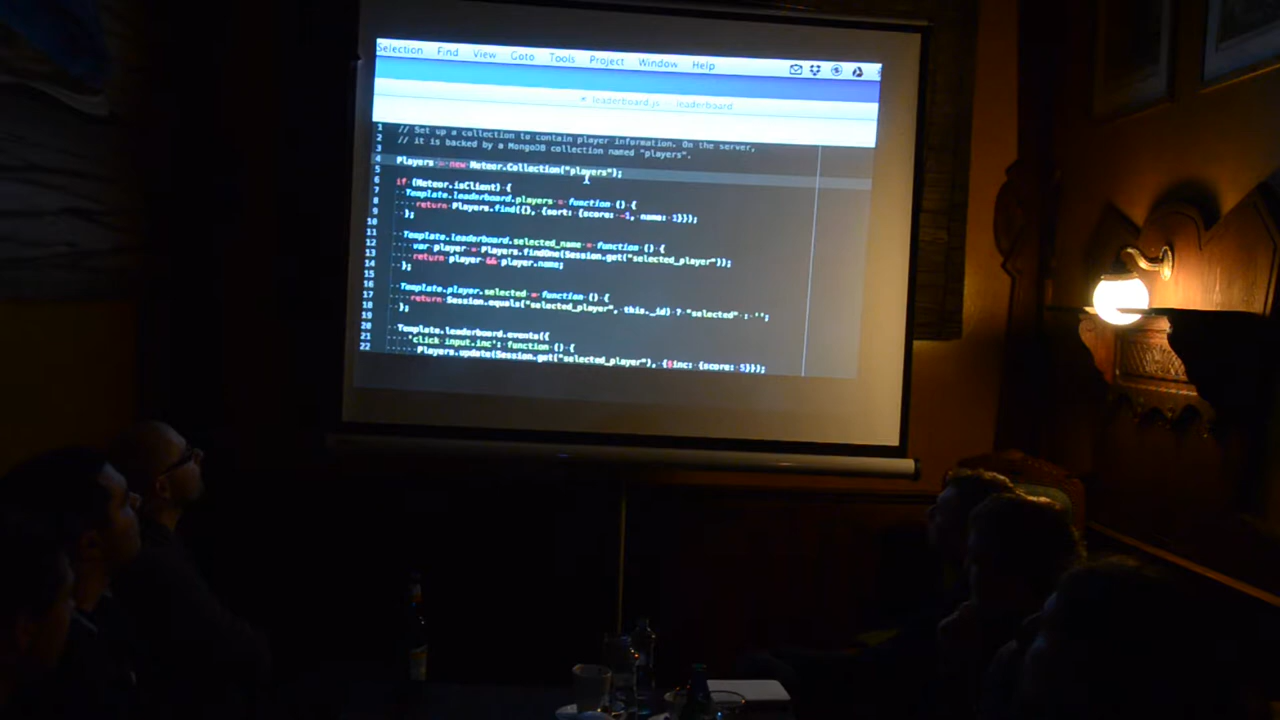 Selection Find View Goto Tools Project Window Help
× leaderboard.js leaderboard
1 // Set up a collection to contain player information. On the server,
2 // it is backed by a MongoDB collection named "players".
3
4 Players = new Meteor.Collection("players");
5
6 if (Meteor.isClient) {
7 Template.leaderboard.players = function () {
8 return Players.find({}, {sort: {score: -1, name: 1}});
9 };
10
11 Template.leaderboard.selected_name = function () {
12 var player = Players.findOne(Session.get("selected_player"));
13 return player && player.name;
14 };
15
16 Template.player.selected = function () {
17 return Session.equals("selected_player", this._id) ? "selected" : '';
18 };
19
20 Template.leaderboard.events({
21 'click input.inc': function () {
22 Players.update(Session.get("selected_player"), {$inc: {score: 5}});